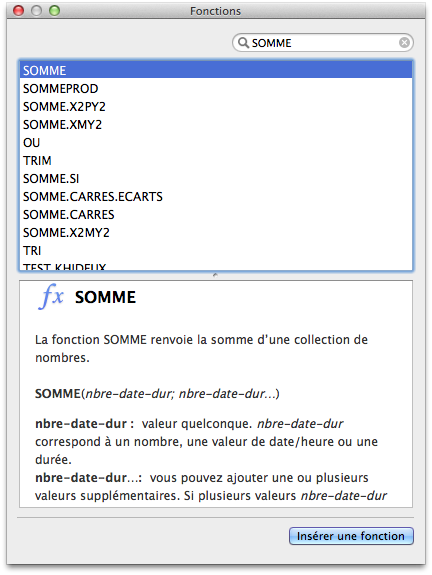 Fonctions
SOMME
SOMME
SOMMEPROD
SOMME.X2PY2
SOMME.XMY2
OU
TRIM
SOMME.SI
SOMME.CARRES.ECARTS
SOMME.CARRES
SOMME.X2MY2
TRI
TEST.KHIDEUX
fx SOMME
La fonction SOMME renvoie la somme d'une collection de
nombres.
SOMME(nbre-date-dur; nbre-date-dur…)
nbre-date-dur : valeur quelconque. nbre-date-dur
correspond à un nombre, une valeur de date/heure ou une
durée.
nbre-date-dur…: vous pouvez ajouter une ou plusieurs
valeurs supplémentaires. Si plusieurs valeurs nbre-date-dur
Insérer une fonction